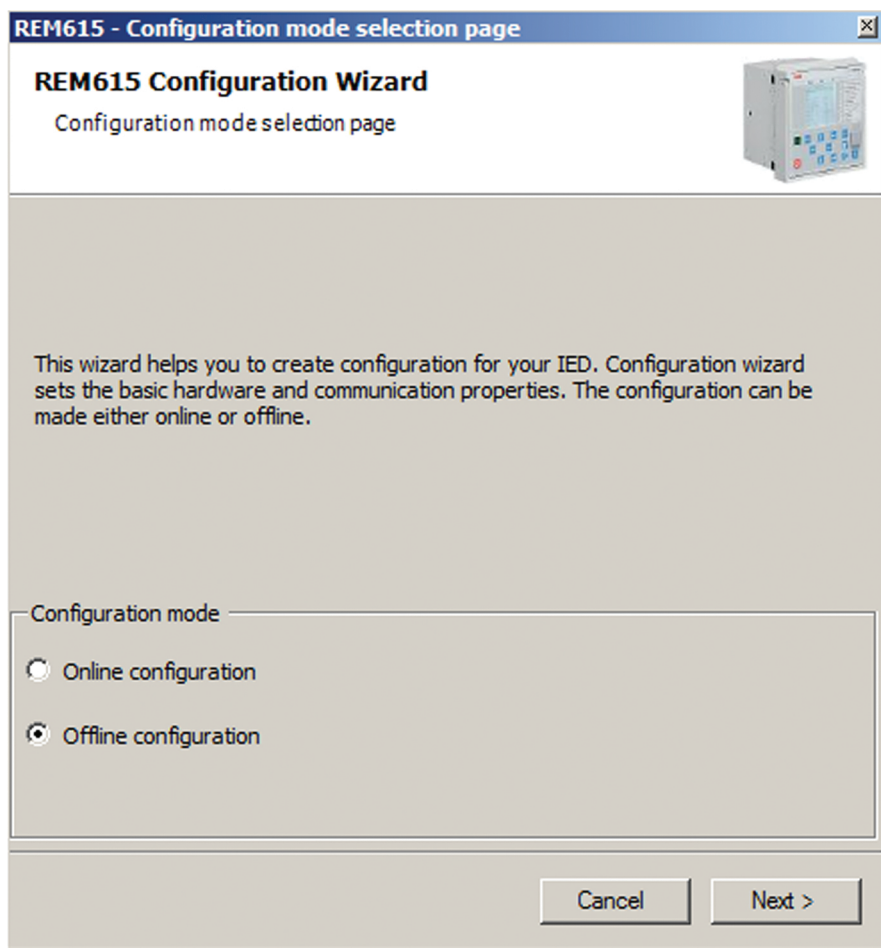 REM615 - Configuration mode selection page
REM615 Configuration Wizard
Configuration mode selection page
This wizard helps you to create configuration for your IED. Configuration wizard
sets the basic hardware and communication properties. The configuration can be
made either online or offline.
Configuration mode
Online configuration
Offline configuration
Cancel
Next >